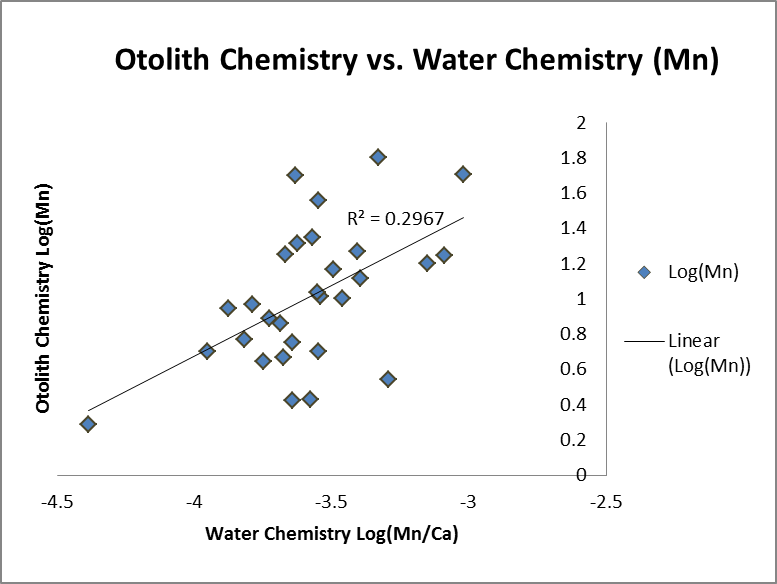 Otolith Chemistry vs. Water Chemistry (Mn)
Otolith Chemistry Log(Mn)
2
1.8
1.6
1.4
1.2
1
0.8
0.6
0.4
0.2
0
R² = 0.2967
Log(Mn)
Linear
(Log(Mn))
-4.5
-4
-3.5
-3
-2.5
Water Chemistry Log(Mn/Ca)